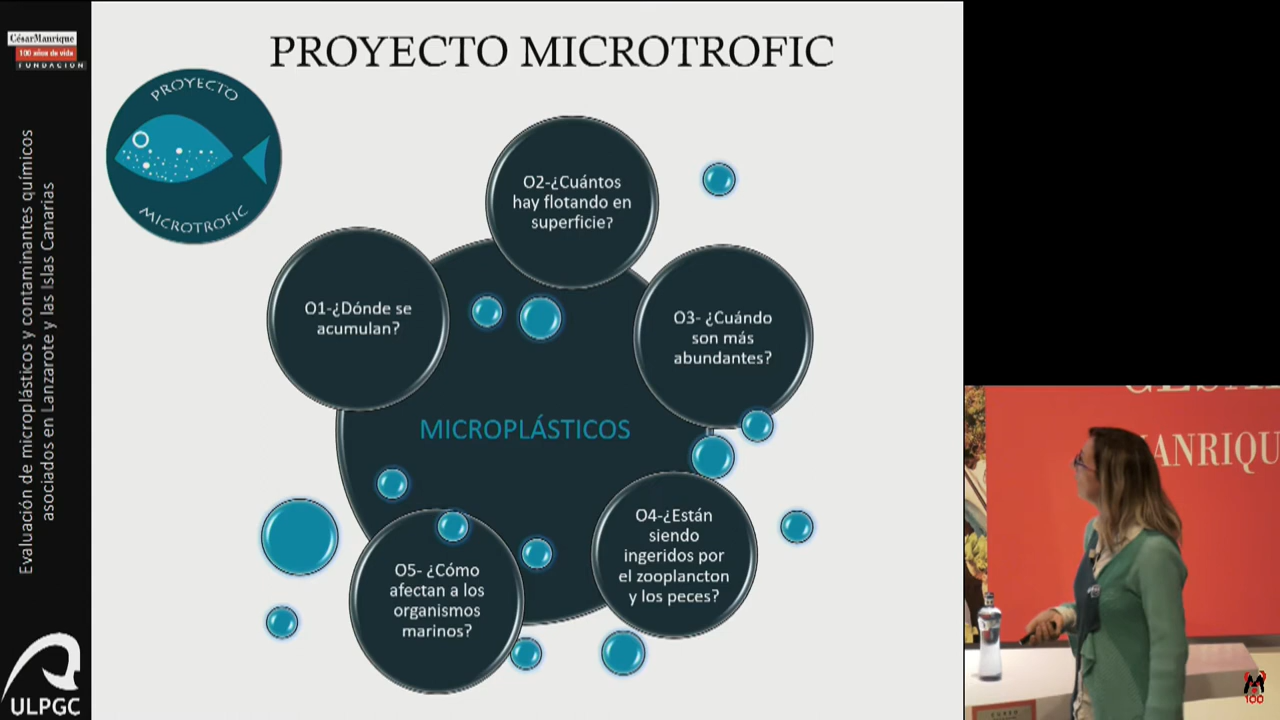 CésarManrique
100 años de vida
FUNDACIÓN
Evaluación de microplásticos y contaminantes químicos
asociados en Lanzarote y las Islas Canarias
ULPGC
PROYECTO MICROTROFIC
PROYECTO
MICROTROFIC
O1-¿Dónde se
acumulan?
O2-¿Cuántos
hay flotando en
superficie?
O3- ¿Cuándo
son más
abundantes?
O4-¿Están
siendo
ingeridos por
el zooplancton
y los peces?
O5- ¿Cómo
afectan a los
organismos
marinos?
MICROPLÁSTICOS
ANRIQU
M
100